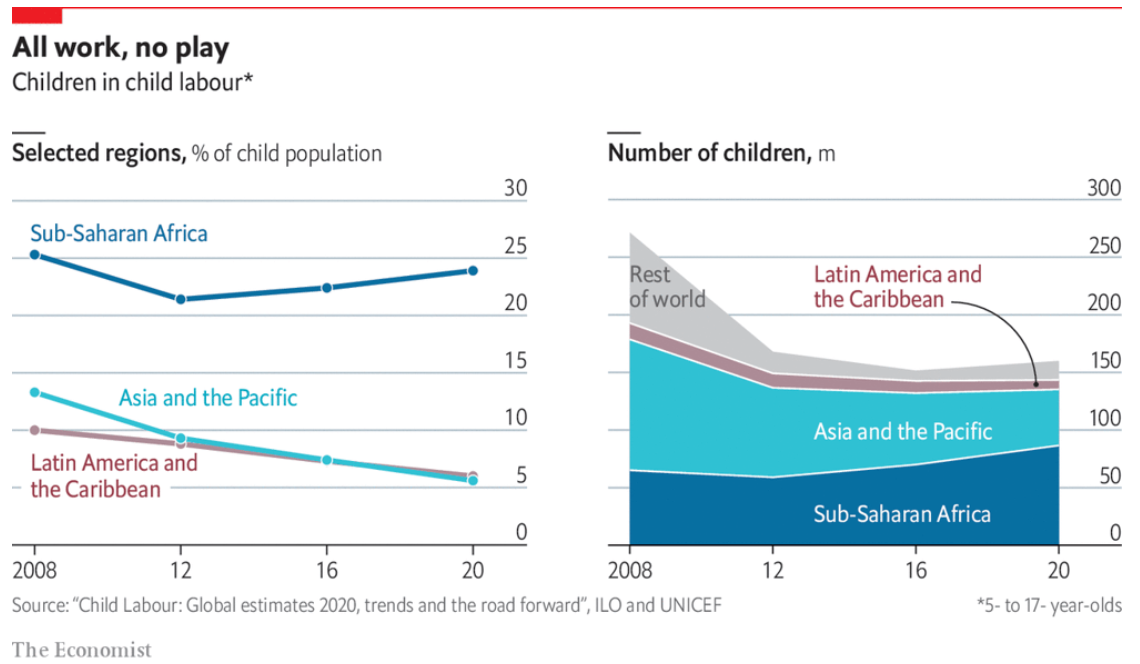 All work, no play
Children in child labour*
Selected regions, % of child population
30
25
20
15
10
5
0
Sub-Saharan Africa
Asia and the Pacific
Latin America and
the Caribbean
2008
12
16
20
Number of children, m
300
250
200
150
100
50
0
Rest
of world
Latin America and
the Caribbean
Asia and the Pacific
Sub-Saharan Africa
2008
12
16
20
Source: “Child Labour: Global estimates 2020, trends and the road forward”, ILO and UNICEF
*5- to 17- year-olds
The Economist